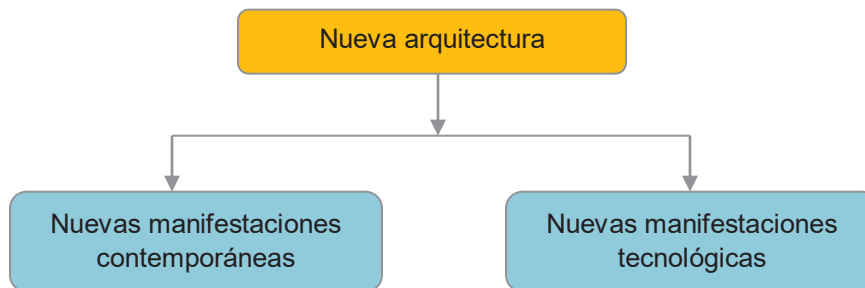 Nueva arquitectura
Nuevas manifestaciones
contemporáneas
Nuevas manifestaciones
tecnológicas